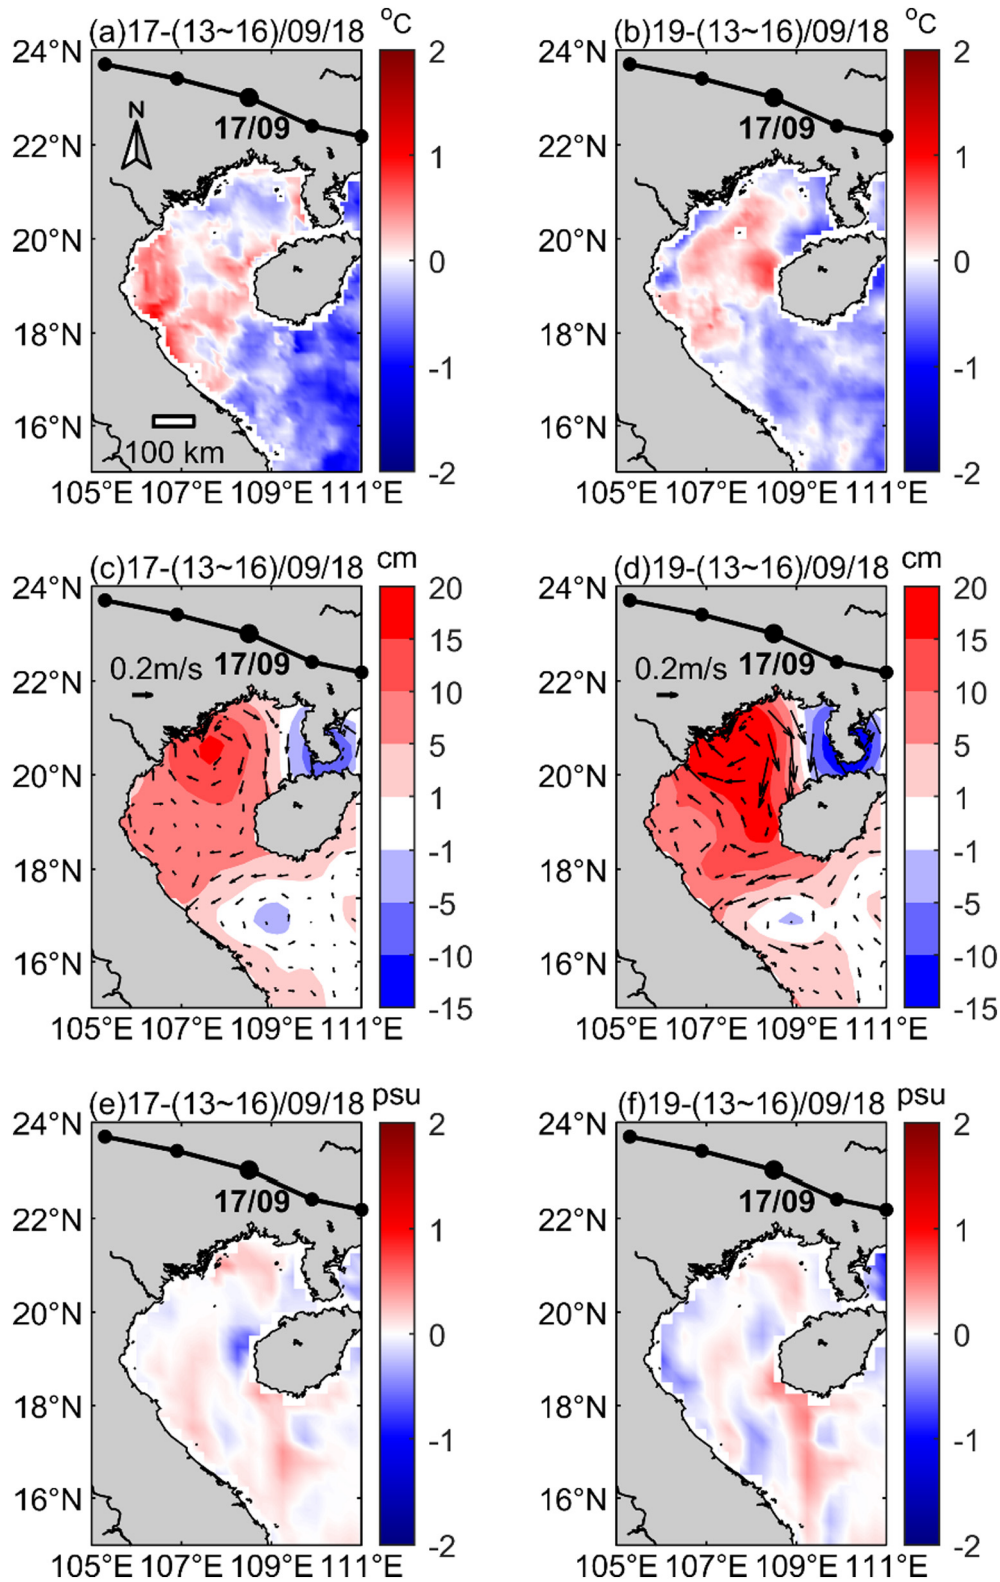 °C °C
(a)17-(13~16)/09/18 (b)19-(13~16)/09/18
24°N 2 24°N 2
N
17/09 17/09
22°N 1 22°N 1
20°N 0 20°N 0
18°N -1 18°N -1
16°N 16°N
100 km
-2 -2
105°E 107°E 109°E 111°E 105°E 107°E 109°E 111°E
cm cm
(c)17-(13~16)/09/18 (d)19-(13~16)/09/18
24°N 20 24°N 20
15 15
0.2m/s 17/09 0.2m/s 17/09
22°N 10 22°N 10
5 5
20°N 1 20°N 1
-1 -1
18°N -5 18°N -5
16°N -10 16°N -10
-15 -15
105°E 107°E 109°E 111°E 105°E 107°E 109°E 111°E
psu psu
(e)17-(13~16)/09/18 (f)19-(13~16)/09/18
24°N 2 24°N 2
17/09 17/09
22°N 1 22°N 1
20°N 0 20°N 0
18°N -1 18°N -1
16°N -2 16°N -2
105°E 107°E 109°E 111°E 105°E 107°E 109°E 111°E